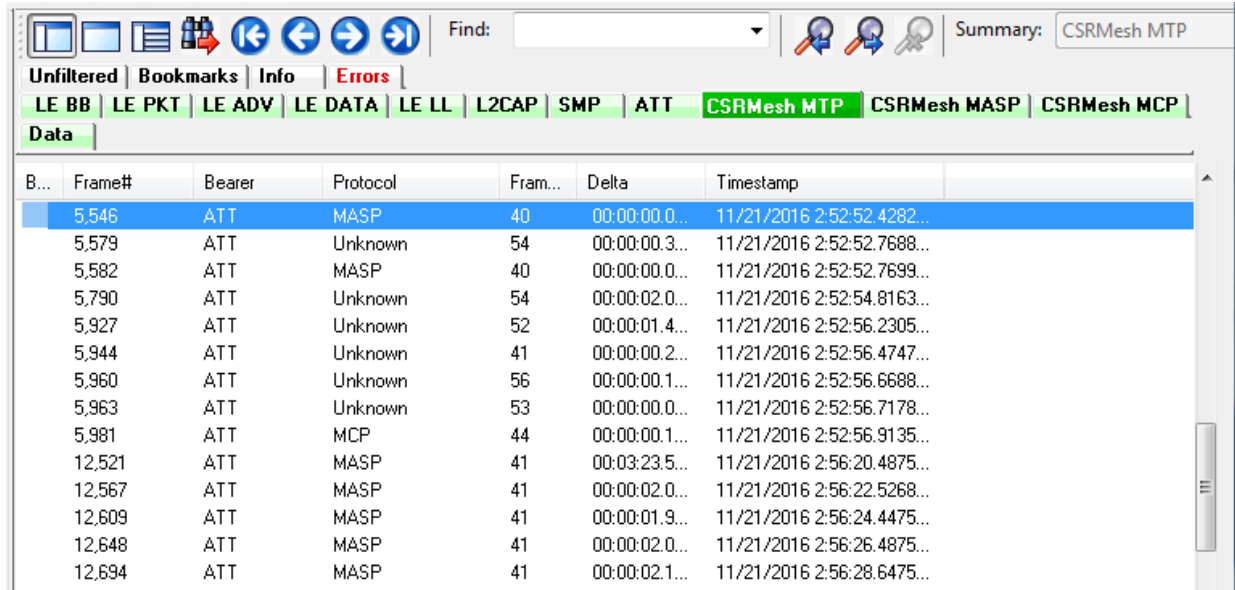 Find: Summary: CSRMesh MTP
Unfiltered Bookmarks Info Errors
LE BB LE PKT LE ADV LE DATA LE LL L2CAP SMP ATT CSRMesh MTP CSRMesh MASP CSRMesh MCP
Data
B... Frame# Bearer Protocol Fram... Delta Timestamp
5,546 ATT MASP 40 00:00:00.0... 11/21/2016 2:52:52.4282...
5,579 ATT Unknown 54 00:00:00.3... 11/21/2016 2:52:52.7688...
5,582 ATT MASP 40 00:00:00.0... 11/21/2016 2:52:52.7699...
5,790 ATT Unknown 54 00:00:02.0... 11/21/2016 2:52:54.8163...
5,927 ATT Unknown 52 00:00:01.4... 11/21/2016 2:52:56.2305...
5,944 ATT Unknown 41 00:00:00.2... 11/21/2016 2:52:56.4747...
5,960 ATT Unknown 56 00:00:00.1... 11/21/2016 2:52:56.6688...
5,963 ATT Unknown 53 00:00:00.0... 11/21/2016 2:52:56.7178...
5,981 ATT MCP 44 00:00:00.1... 11/21/2016 2:52:56.9135...
12,521 ATT MASP 41 00:03:23.5... 11/21/2016 2:56:20.4875...
12,567 ATT MASP 41 00:00:02.0... 11/21/2016 2:56:22.5268...
12,609 ATT MASP 41 00:00:01.9... 11/21/2016 2:56:24.4475...
12,648 ATT MASP 41 00:00:02.0... 11/21/2016 2:56:26.4875...
12,694 ATT MASP 41 00:00:02.1... 11/21/2016 2:56:28.6475...